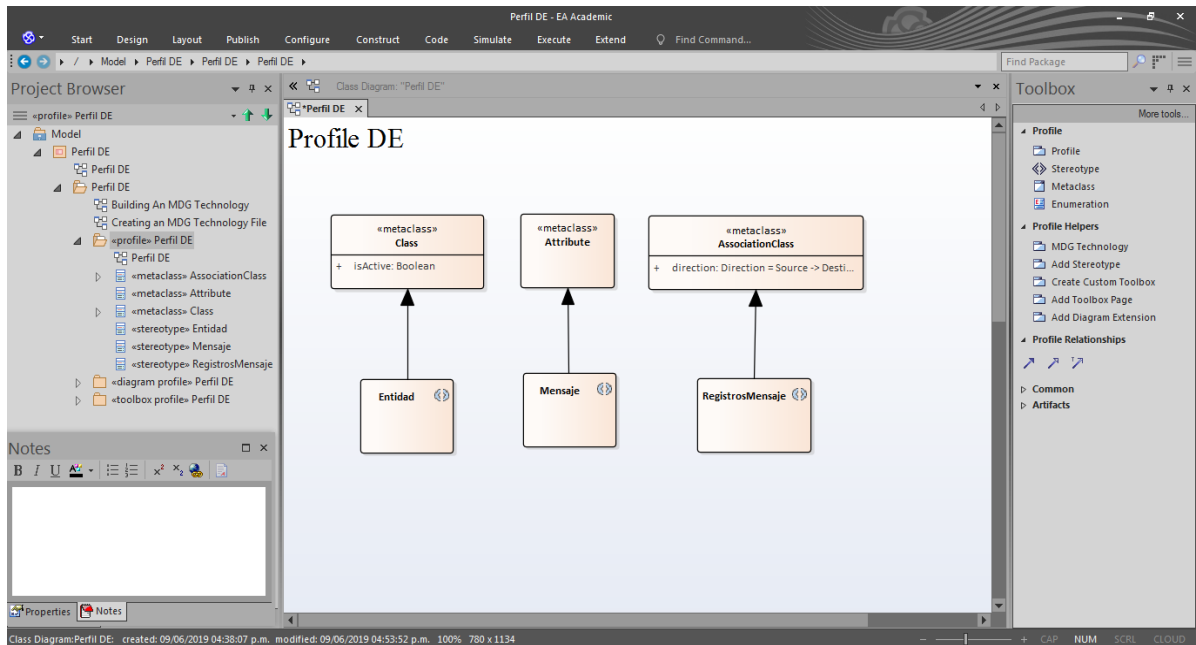 Perfil DE - EA Academic
Start Design Layout Publish Configure Construct Code Simulate Execute Extend Find Command...
/ Model Perfil DE Perfil DE Perfil DE
Find Package
Project Browser
«profile» Perfil DE
Model
Perfil DE
Perfil DE
Perfil DE
Building An MDG Technology
Creating an MDG Technology File
«profile» Perfil DE
Perfil DE
«metaclass» AssociationClass
«metaclass» Attribute
«metaclass» Class
«stereotype» Entidad
«stereotype» Mensaje
«stereotype» RegistrosMensaje
«diagram profile» Perfil DE
«toolbox profile» Perfil DE
Notes
B I U
Properties Notes
Class Diagram: "Perfil DE"
*Perfil DE
Profile DE
«metaclass»
Class
+ isActive: Boolean
«metaclass»
Attribute
«metaclass»
AssociationClass
+ direction: Direction = Source -> Desti...
Entidad
Mensaje
RegistrosMensaje
Toolbox
More tools...
Profile
Profile
Stereotype
Metaclass
Enumeration
Profile Helpers
MDG Technology
Add Stereotype
Create Custom Toolbox
Add Toolbox Page
Add Diagram Extension
Profile Relationships
Common
Artifacts
Class Diagram:Perfil DE: created: 09/06/2019 04:38:07 p.m. modified: 09/06/2019 04:53:52 p.m. 100% 780 x 1134
CAP NUM SCRL CLOUD